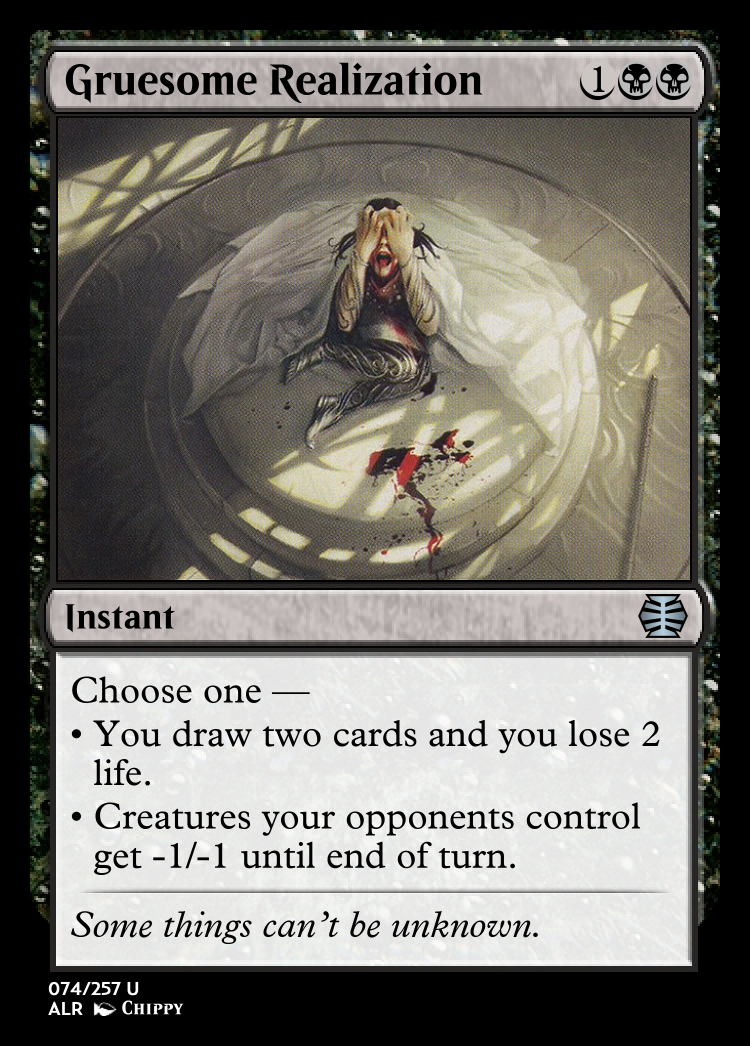 Gruesome Realization 1
Instant
Choose one —
• You draw two cards and you lose 2
life.
• Creatures your opponents control
get -1/-1 until end of turn.
Some things can't be unknown.
074/257 U
ALR Chippy